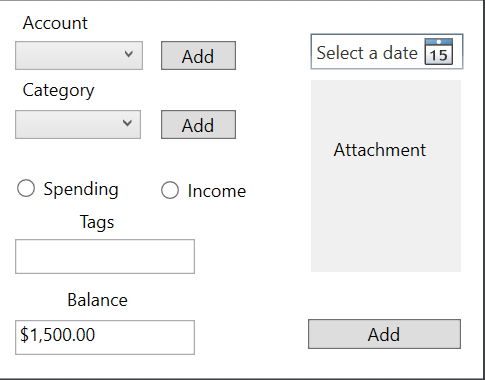 Account
Add
Select a date 15
Category
Add
Attachment
Spending Income
Tags
Balance
$1,500.00
Add